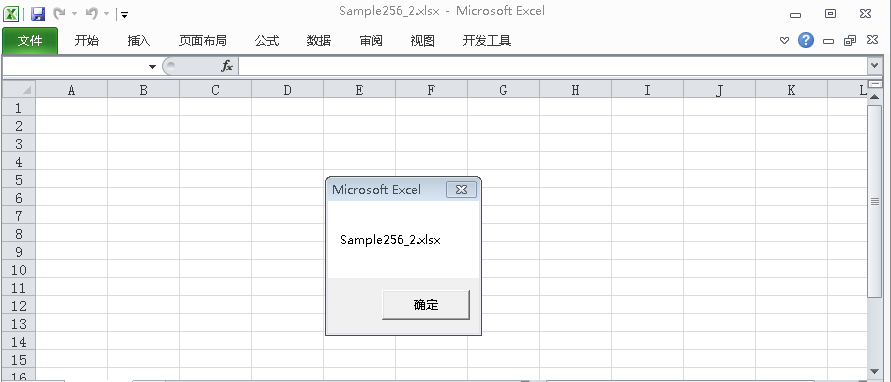 Sample256_2.xlsx - Microsoft Excel
文件 开始 插入 页面布局 公式 数据 审阅 视图 开发工具
fx
A B C D E F G H I J K L
1
2
3
4
5
Microsoft Excel
6
7
8
Sample256_2.xlsx
9
10
11
12
确定
13
14
15
16